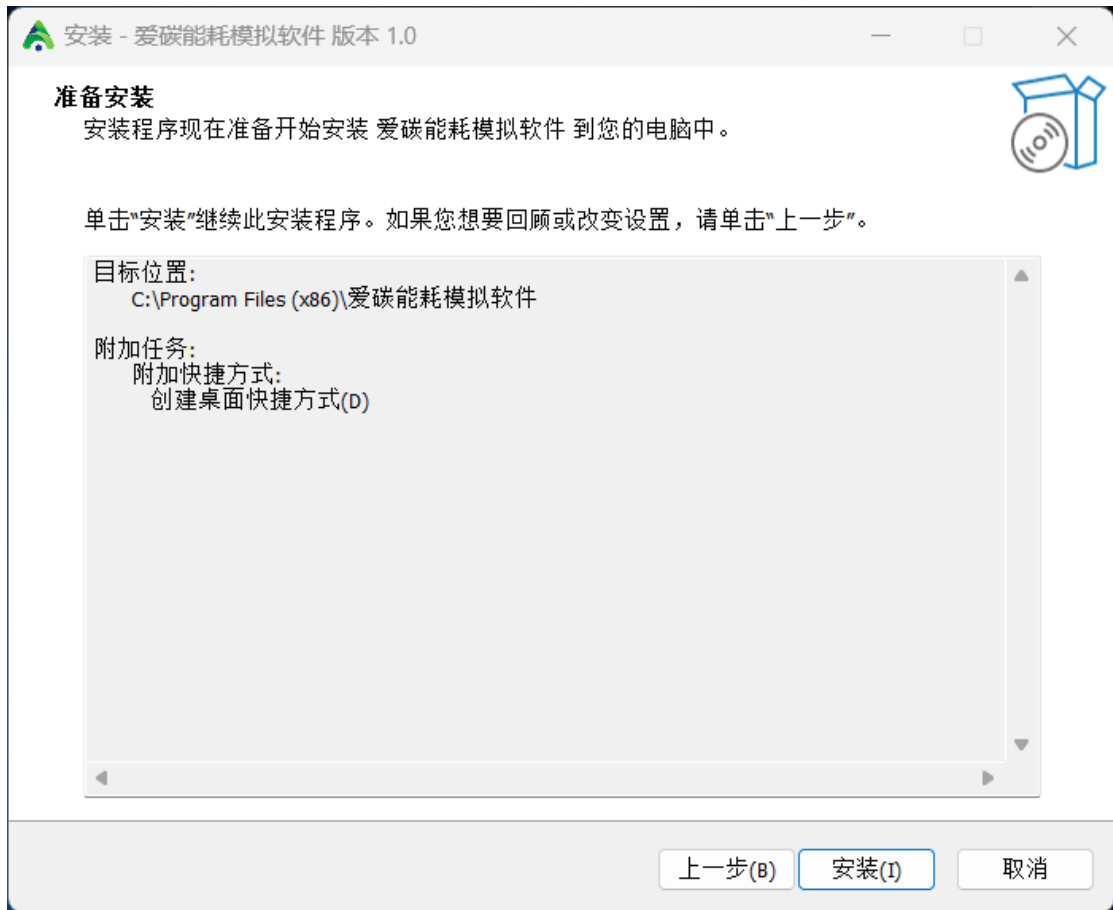 安装 - 爱碳能耗模拟软件 版本 1.0
准备安装
安装程序现在准备开始安装 爱碳能耗模拟软件 到您的电脑中。
单击“安装”继续此安装程序。如果您想要回顾或改变设置，请单击“上一步”。
目标位置:
C:\Program Files (x86)\爱碳能耗模拟软件
附加任务:
附加快捷方式:
创建桌面快捷方式(D)
上一步(B) 安装(I) 取消